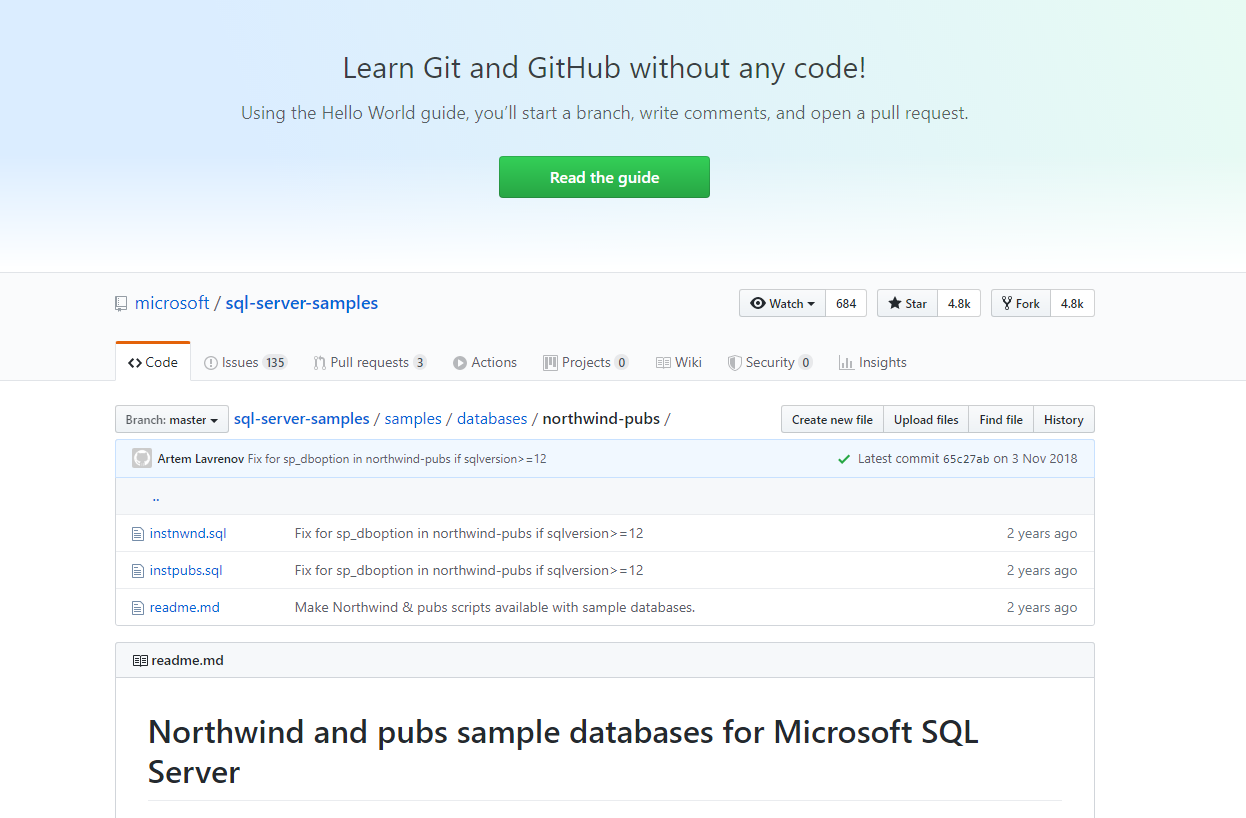 Learn Git and GitHub without any code!
Using the Hello World guide, you’ll start a branch, write comments, and open a pull request.
Read the guide
microsoft / sql-server-samples
Watch 684 Star 4.8k Fork 4.8k
Code Issues 135 Pull requests 3 Actions Projects 0 Wiki Security 0 Insights
Branch: master sql-server-samples / samples / databases / northwind-pubs / Create new file Upload files Find file History
Artem Lavrenov Fix for sp_dboption in northwind-pubs if sqlversion>=12 Latest commit 65c27ab on 3 Nov 2018
..
instnwnd.sql Fix for sp_dboption in northwind-pubs if sqlversion>=12 2 years ago
instpubs.sql Fix for sp_dboption in northwind-pubs if sqlversion>=12 2 years ago
readme.md Make Northwind & pubs scripts available with sample databases. 2 years ago
readme.md
Northwind and pubs sample databases for Microsoft SQL
Server